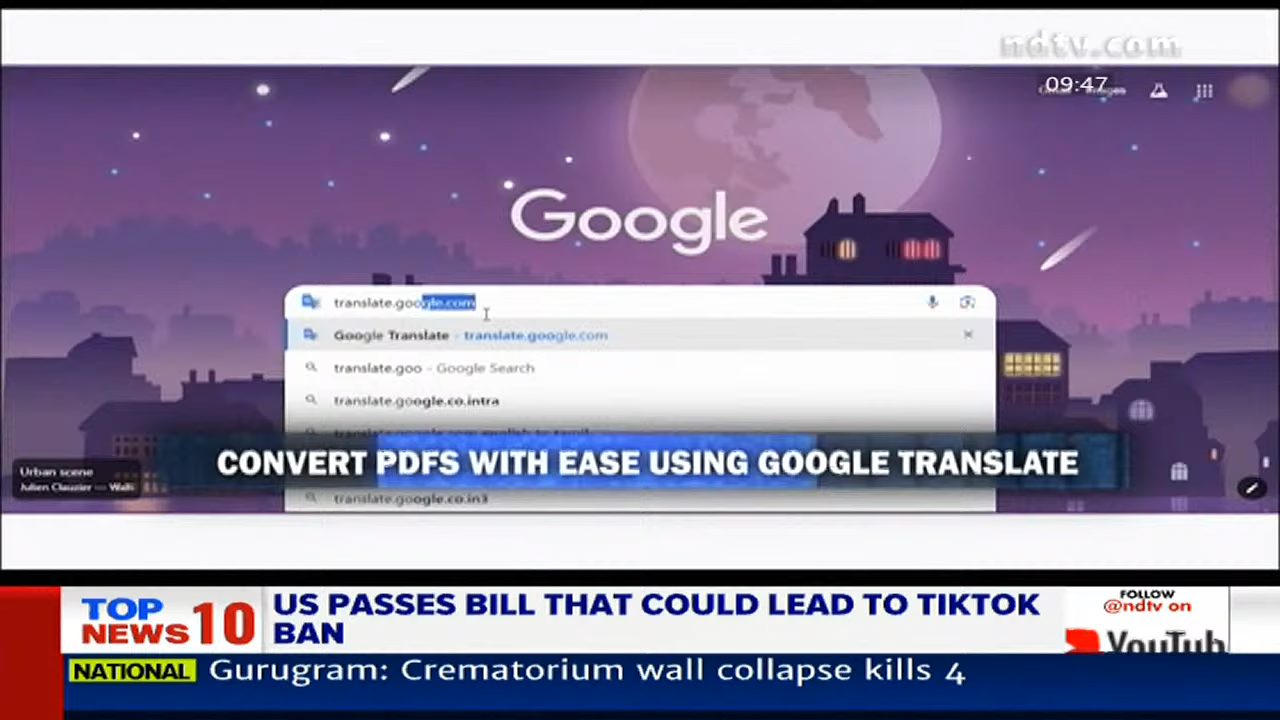 ndtv.com
09:47
Google
translate.google.com
Google Translate - translate.google.com
translate.goo - Google Search
translate.google.co.intra
CONVERT PDFS WITH EASE USING GOOGLE TRANSLATE
Urban scene
Julien Clauzier — Walli
translate.google.co.in3
TOP NEWS 10
US PASSES BILL THAT COULD LEAD TO TIKTOK
BAN
FOLLOW
@ndtv on
YouTub
NATIONAL Gurugram: Crematorium wall collapse kills 4